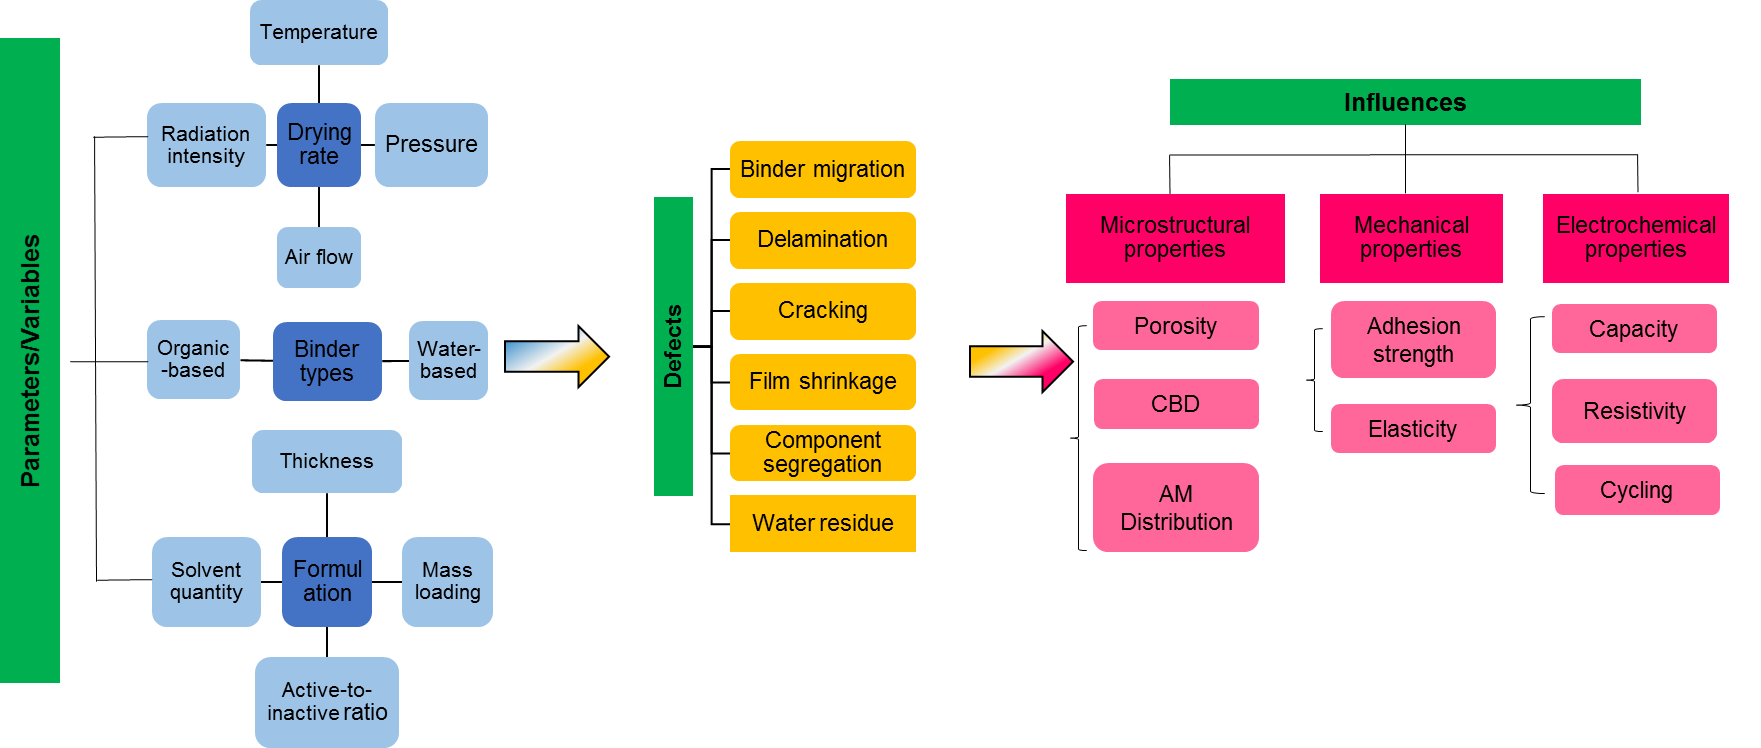 Parameters/Variables
Temperature
Radiation
intensity
Drying
rate
Pressure
Air flow
Organic
-based
Binder
types
Water-
based
Thickness
Solvent
quantity
Formul
ation
Mass
loading
Active-to-
inactive ratio
Defects
Binder migration
Delamination
Cracking
Film shrinkage
Component
segregation
Water residue
Influences
Microstructural
properties
Porosity
CBD
AM
Distribution
Mechanical
properties
Adhesion
strength
Elasticity
Electrochemical
properties
Capacity
Resistivity
Cycling